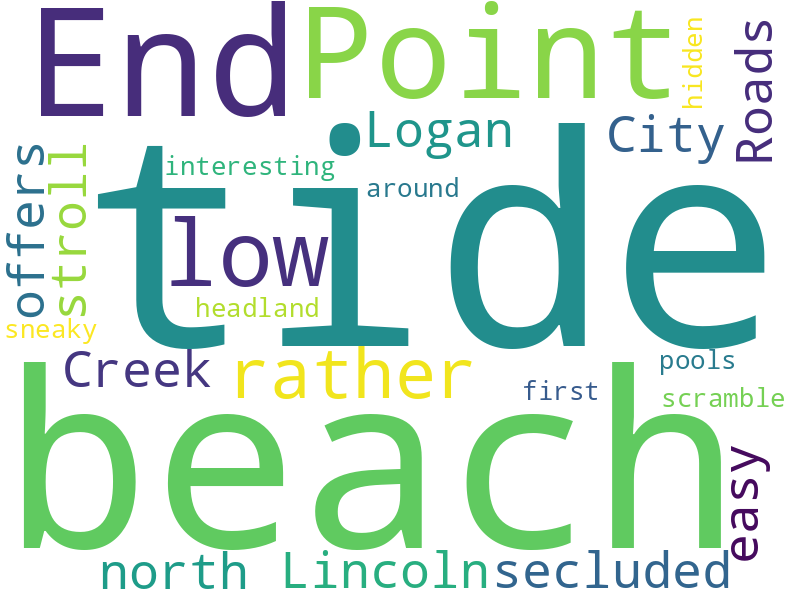 End
Point
hidden
Roads
Logan
City
offers
stroll
interesting
around
tide
low
headland
sneaky
Creek
rather
first
pools
scramble
beach
easy
north
Lincoln
secluded